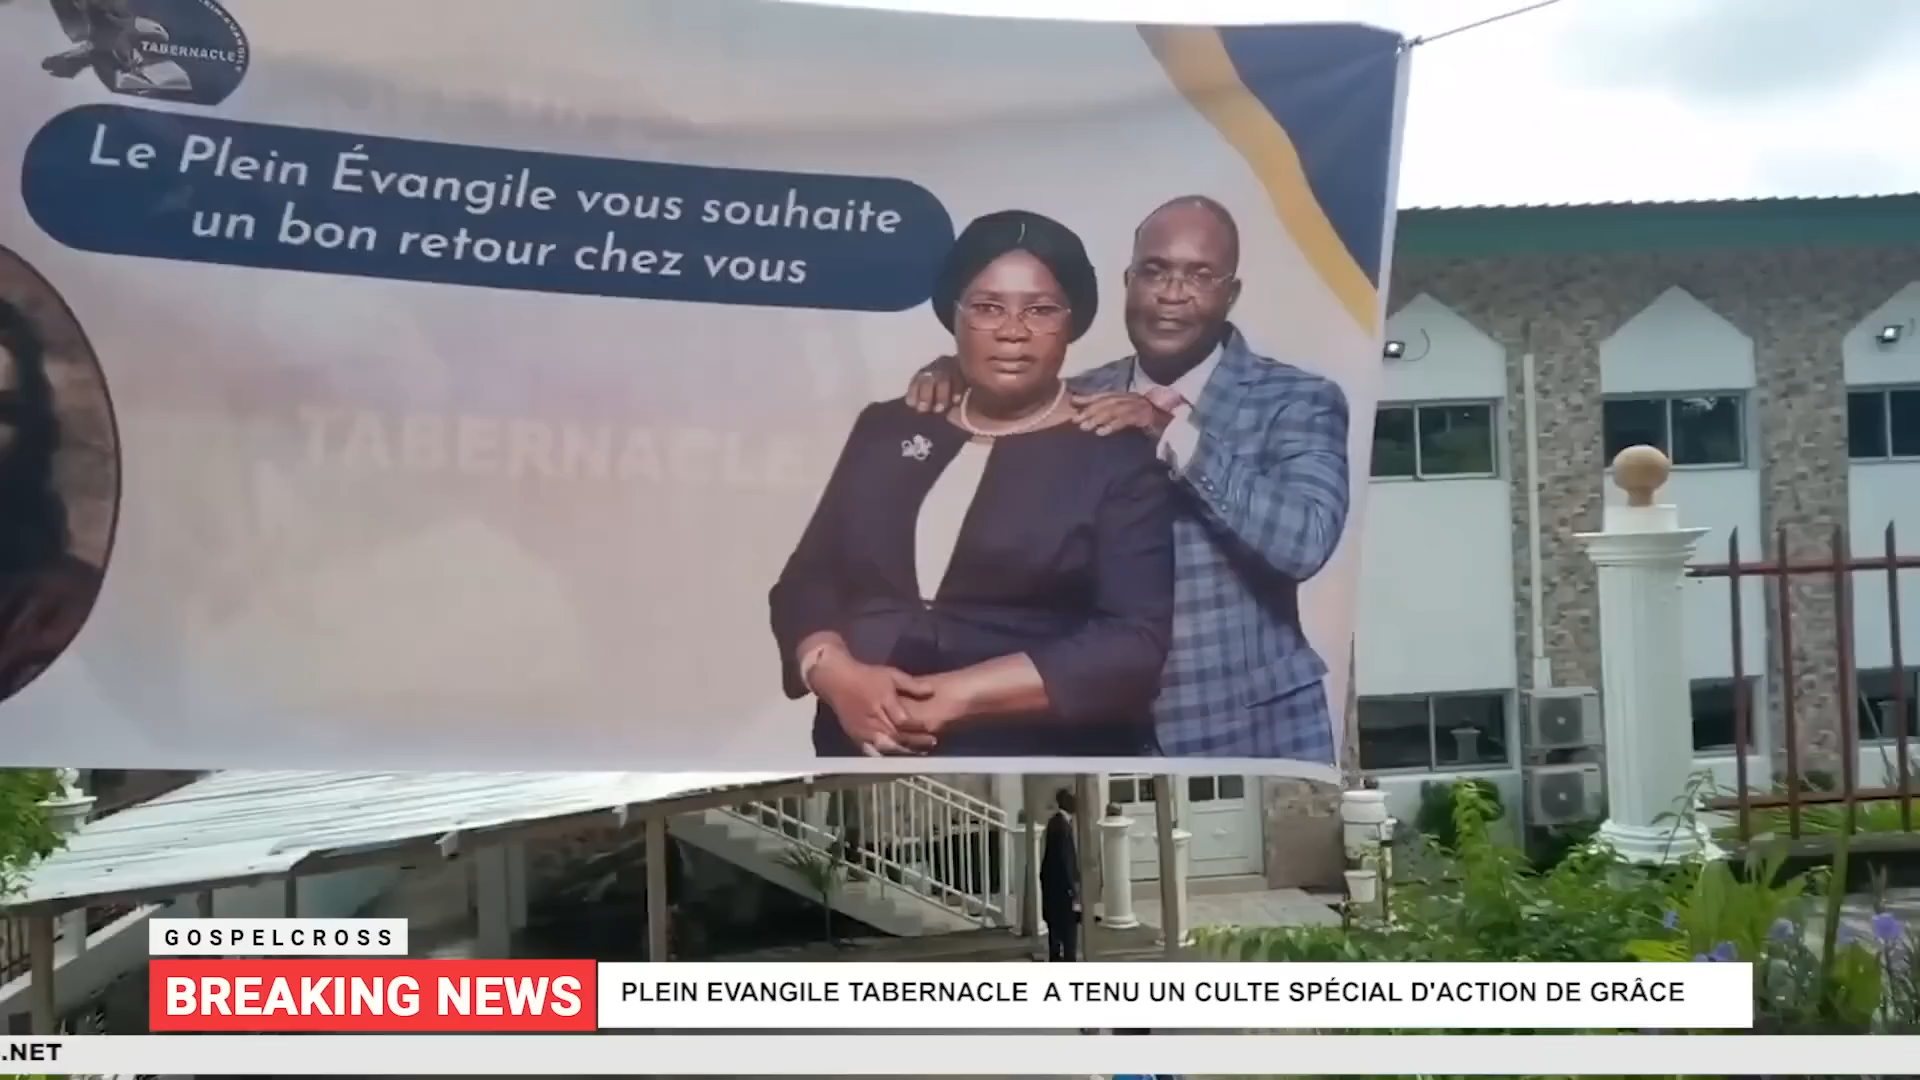 TABERNACLE
Le Plein Évangile vous souhaite
un bon retour chez vous
TABERNACLE
GOSPELCROSS
BREAKING NEWS
PLEIN EVANGILE TABERNACLE A TENU UN CULTE SPÉCIAL D'ACTION DE GRÂCE
.NET